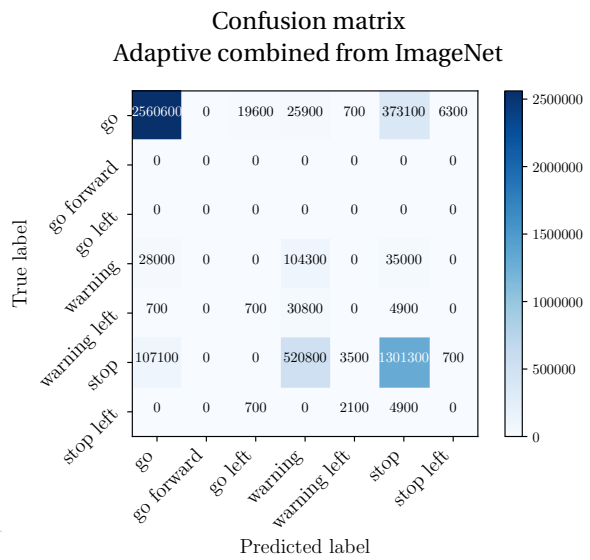 Confusion matrix
Adaptive combined from ImageNet
go 2560600 0 19600 25900 700 373100 6300
go forward 0 0 0 0 0 0 0
go left 0 0 0 0 0 0 0
warning 28000 0 0 104300 0 35000 0
warning left 700 0 700 30800 0 4900 0
stop 107100 0 0 520800 3500 1301300 700
stop left 0 0 700 0 2100 4900 0
True label
go go forward go left warning warning left stop stop left
Predicted label
2500000
2000000
1500000
1000000
500000
0